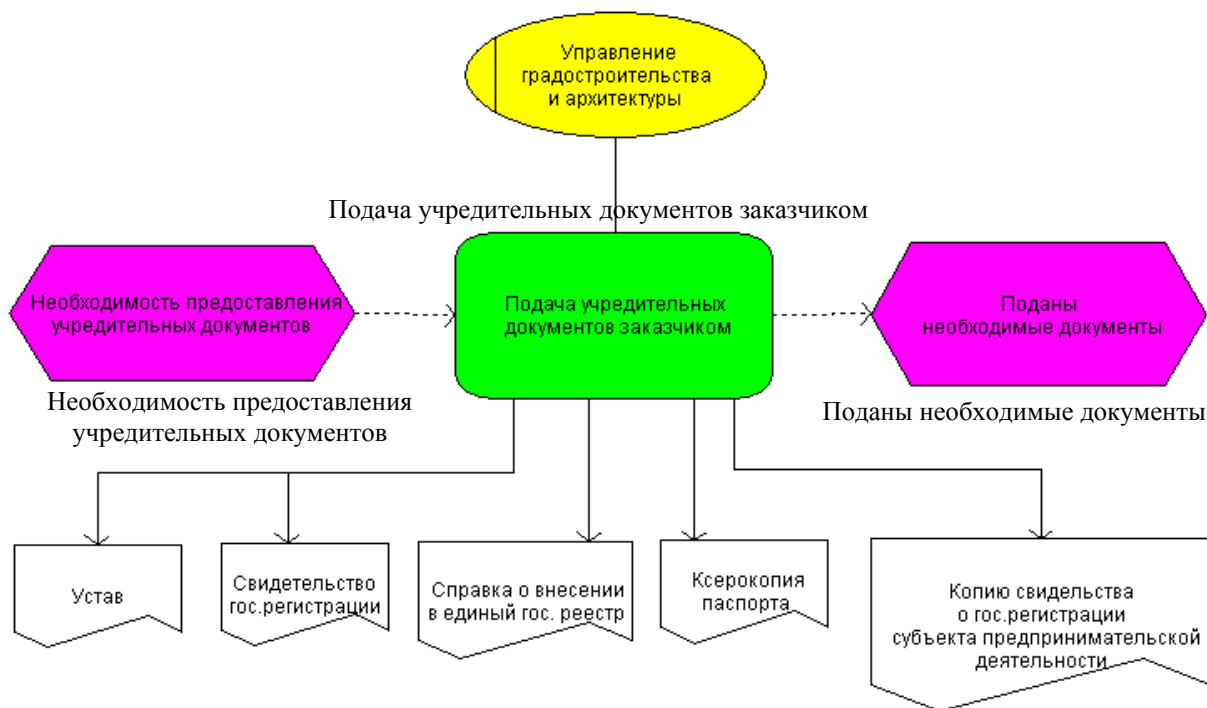 Управление
градостроительства
и архитектуры
Подача учредительных документов заказчиком
Необходимость предоставления
учредительных документов
Подача учредительных
документов заказчиком
Поданы
необходимые документы
Необходимость предоставления
учредительных документов
Поданы необходимые документы
Устав
Свидетельство
гос.регистрации
Справка о внесении
в единый гос. реестр
Ксерокопия
паспорта
Копию свидельства
о гос.регистрации
субъекта предпринимательской
деятельности